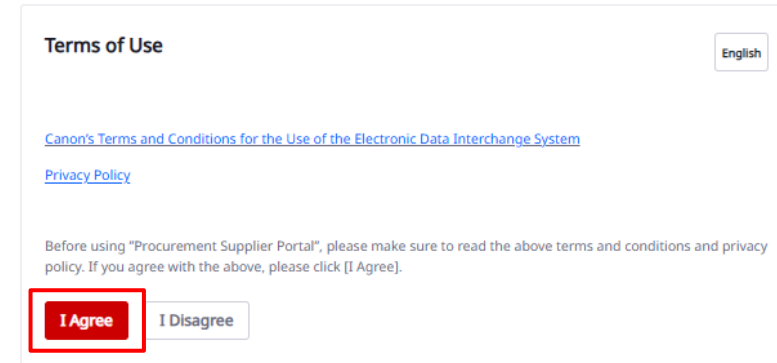 Terms of Use
English
Canon's Terms and Conditions for the Use of the Electronic Data Interchange System
Privacy Policy
Before using "Procurement Supplier Portal", please make sure to read the above terms and conditions and privacy
policy. If you agree with the above, please click [I Agree].
I Agree
I Disagree